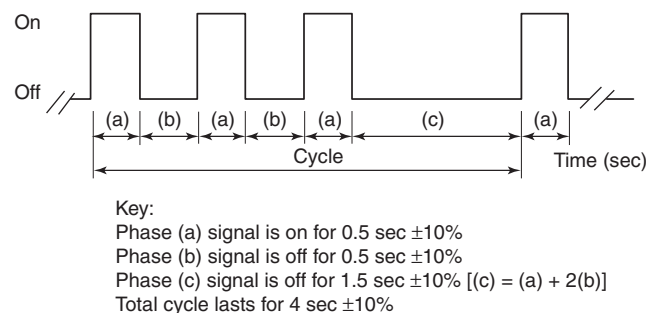 On
Off
(a) (b) (a) (b) (a) (c) (a)
Cycle
Time (sec)
Key:
Phase (a) signal is on for 0.5 sec ±10%
Phase (b) signal is off for 0.5 sec ±10%
Phase (c) signal is off for 1.5 sec ±10% [(c) = (a) + 2(b)]
Total cycle lasts for 4 sec ±10%